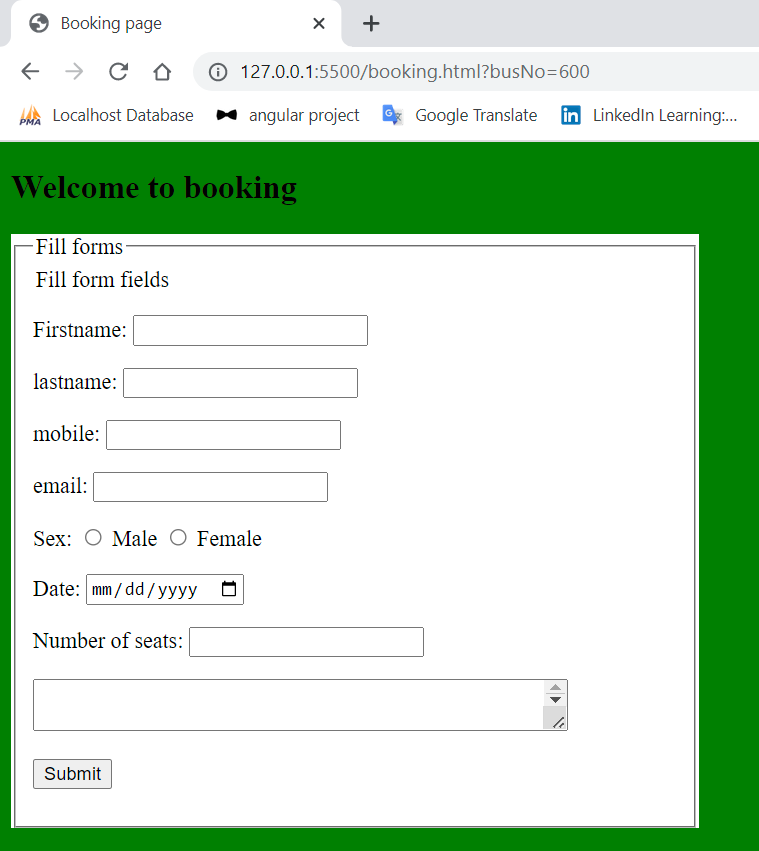 Booking page
127.0.0.1:5500/booking.html?busNo=600
PMA Localhost Database angular project Google Translate in LinkedIn Learning:...
Welcome to booking
Fill forms
Fill form fields
Firstname:
lastname:
mobile:
email:
Sex: Male Female
Date: mm/dd/yyyy
Number of seats:
Submit